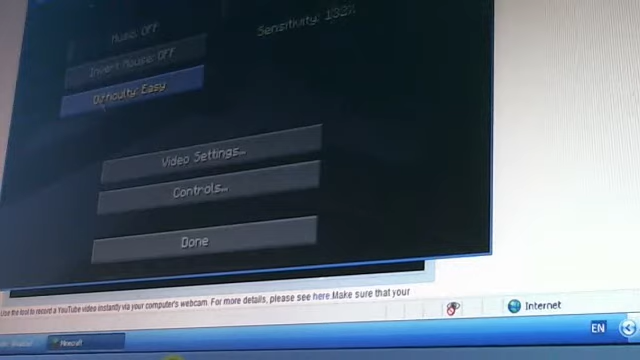 Music: OFF
Sensitivity: 132%
Invert Mouse: OFF
Difficulty: Easy
Video Settings...
Controls...
Done
Use the tool to record a YouTube video instantly via your computer's webcam. For more details, please see here.Make sure that your
Internet
EN
Minecraft